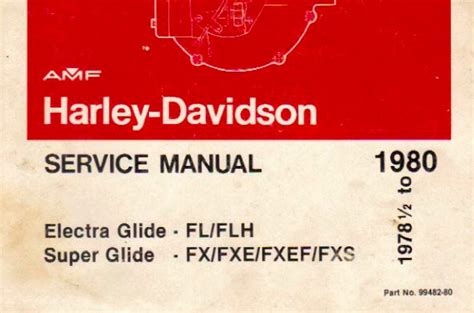 AMF
Harley-Davidson
SERVICE MANUAL 1980
1978½ to
Electra Glide - FL/FLH
Super Glide - FX/FXE/FXEF/FXS
Part No. 99482-80